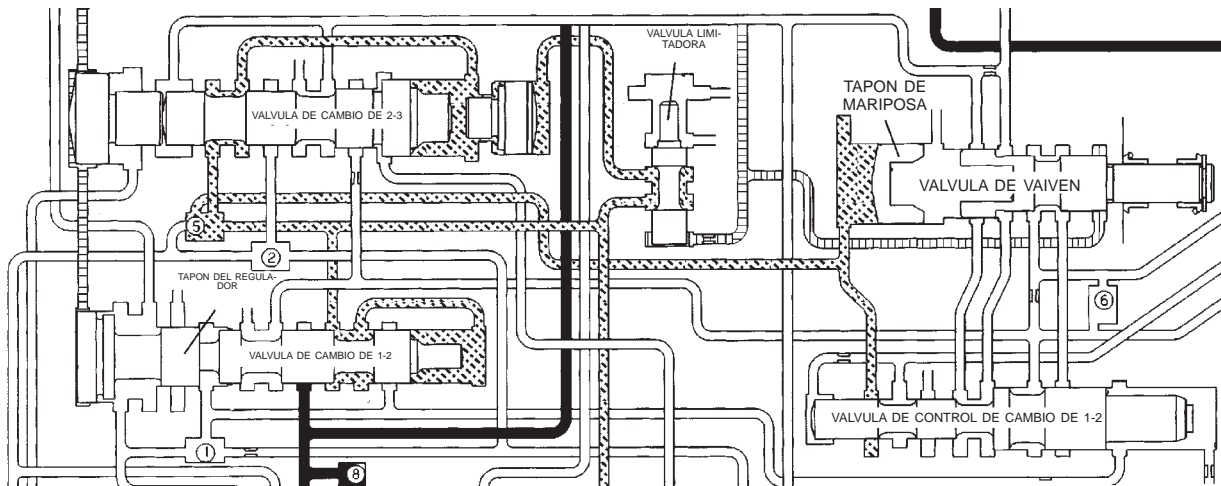 VALVULA LIMI-
TADORA
TAPON DE
MARIPOSA
VALVULA DE CAMBIO DE 2-3
VALVULA DE VAIVEN
5
2
TAPON DEL REGULA-
DOR
6
VALVULA DE CAMBIO DE 1-2
VALVULA DE CONTROL DE CAMBIO DE 1-2
1
8